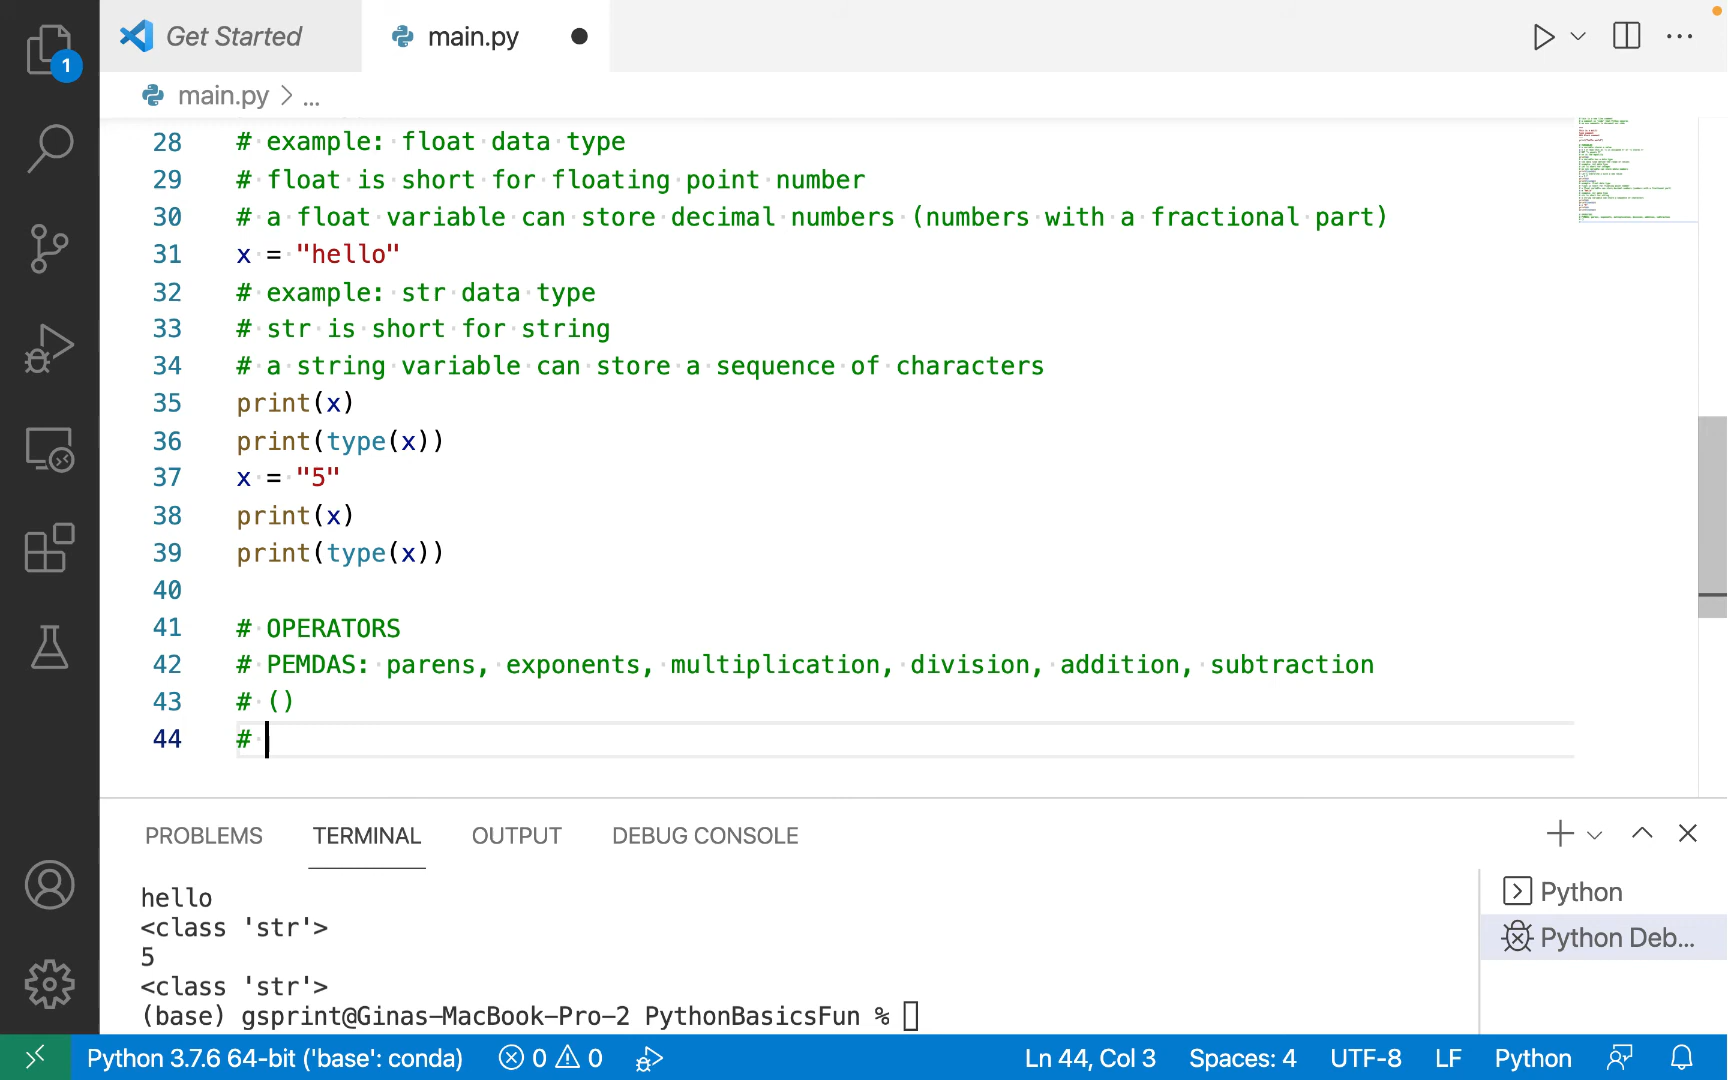 1
Get Started
main.py
main.py > ...
28 # example: float data type
29 # float is short for floating point number
30 # a float variable can store decimal numbers (numbers with a fractional part)
31 x = "hello"
32 # example: str data type
33 # str is short for string
34 # a string variable can store a sequence of characters
35 print(x)
36 print(type(x))
37 x = "5"
38 print(x)
39 print(type(x))
40
41 # OPERATORS
42 # PEMDAS: parens, exponents, multiplication, division, addition, subtraction
43 # ()
44 #
PROBLEMS TERMINAL OUTPUT DEBUG CONSOLE
hello
<class 'str'>
5
<class 'str'>
(base) gsprint@Ginas-MacBook-Pro-2 PythonBasicsFun %
Python
Python Deb...
Python 3.7.6 64-bit ('base': conda) 0 0 Ln 44, Col 3 Spaces: 4 UTF-8 LF Python